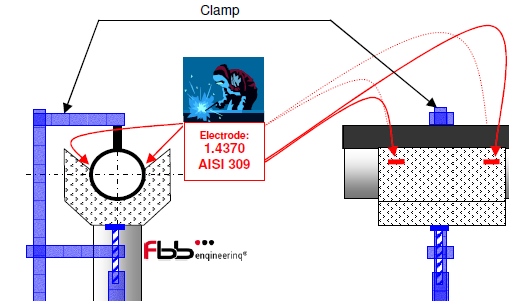 Clamp
Electrode:
1.4370
AISI 309
fbb
engineering®